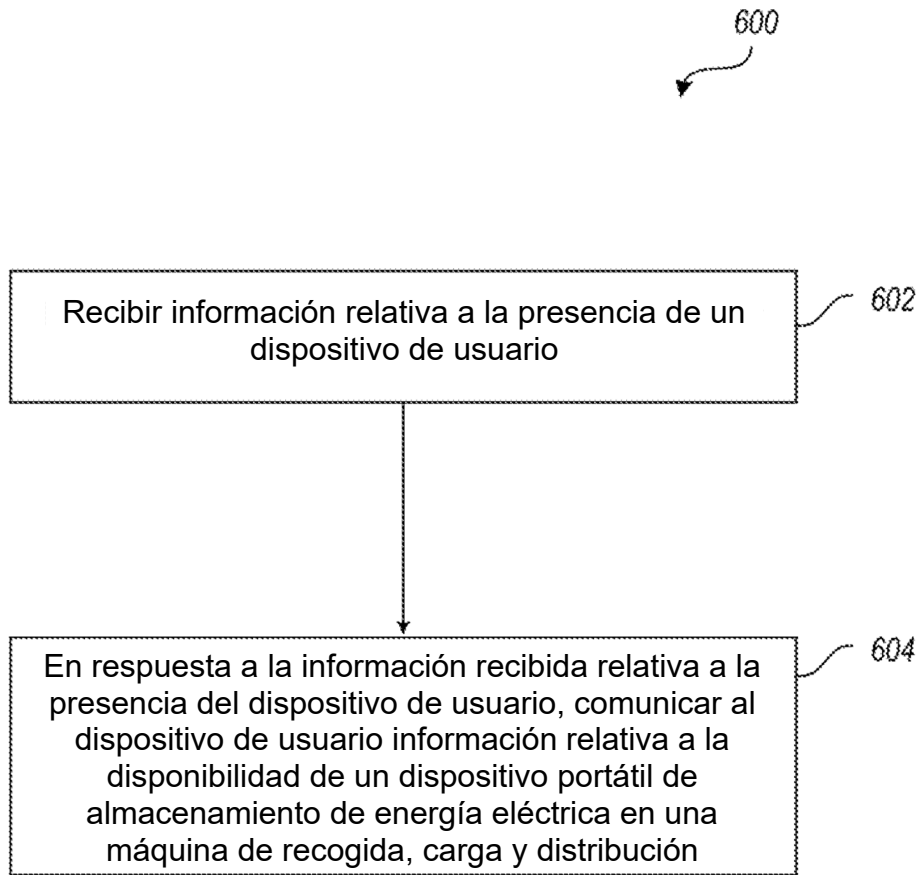 600
Recibir información relativa a la presencia de un
dispositivo de usuario
602
En respuesta a la información recibida relativa a la
presencia del dispositivo de usuario, comunicar al
dispositivo de usuario información relativa a la
disponibilidad de un dispositivo portátil de
almacenamiento de energía eléctrica en una
máquina de recogida, carga y distribución
604